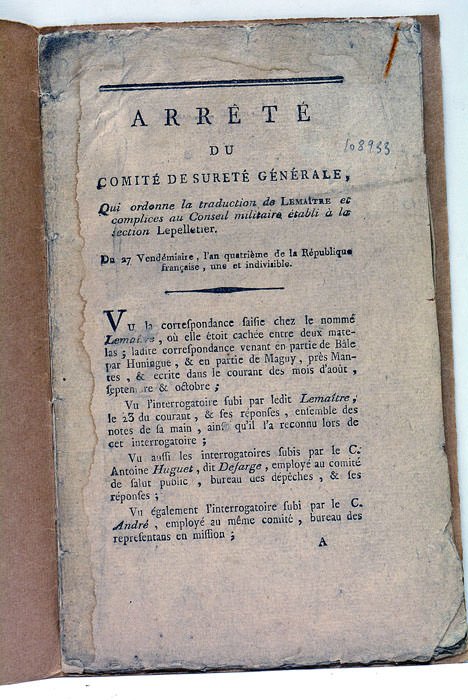 ARRÊTÉ
108933
DU
COMITÉ DE SURETÉ GÉNÉRALE,
Qui ordonne la traduction de LEMAÎTRE et
complices au Conseil militaire établi à la
section Lepelletier.
Du 27 Vendémiaire, l'an quatrième de la République
française, une et indivisible.
VU la correspondance saisie chez le nommé
Lemaître, où elle étoit cachée entre deux mate-
las; ladite correspondance venant en partie de Bâle
par Huningue, & en partie de Magny, près Man-
tes, & ecrite dans le courant des mois d'août,
septembre & octobre;
Vu l'interrogatoire subi par ledit Lemaître,
le 23 du courant, & ses réponses, ensemble des
notes de sa main, ainsi qu'il l'a reconnu lors de
cet interrogatoire;
Vu aussi les interrogatoires subis par le C.
Antoine Huguet, dit Defarge, employé au comité
de salut public, bureau des dépêches, & ses
réponses;
Vu également l'interrogatoire subi par le C.
André, employé au même comité, bureau des
représentans en mission;
A